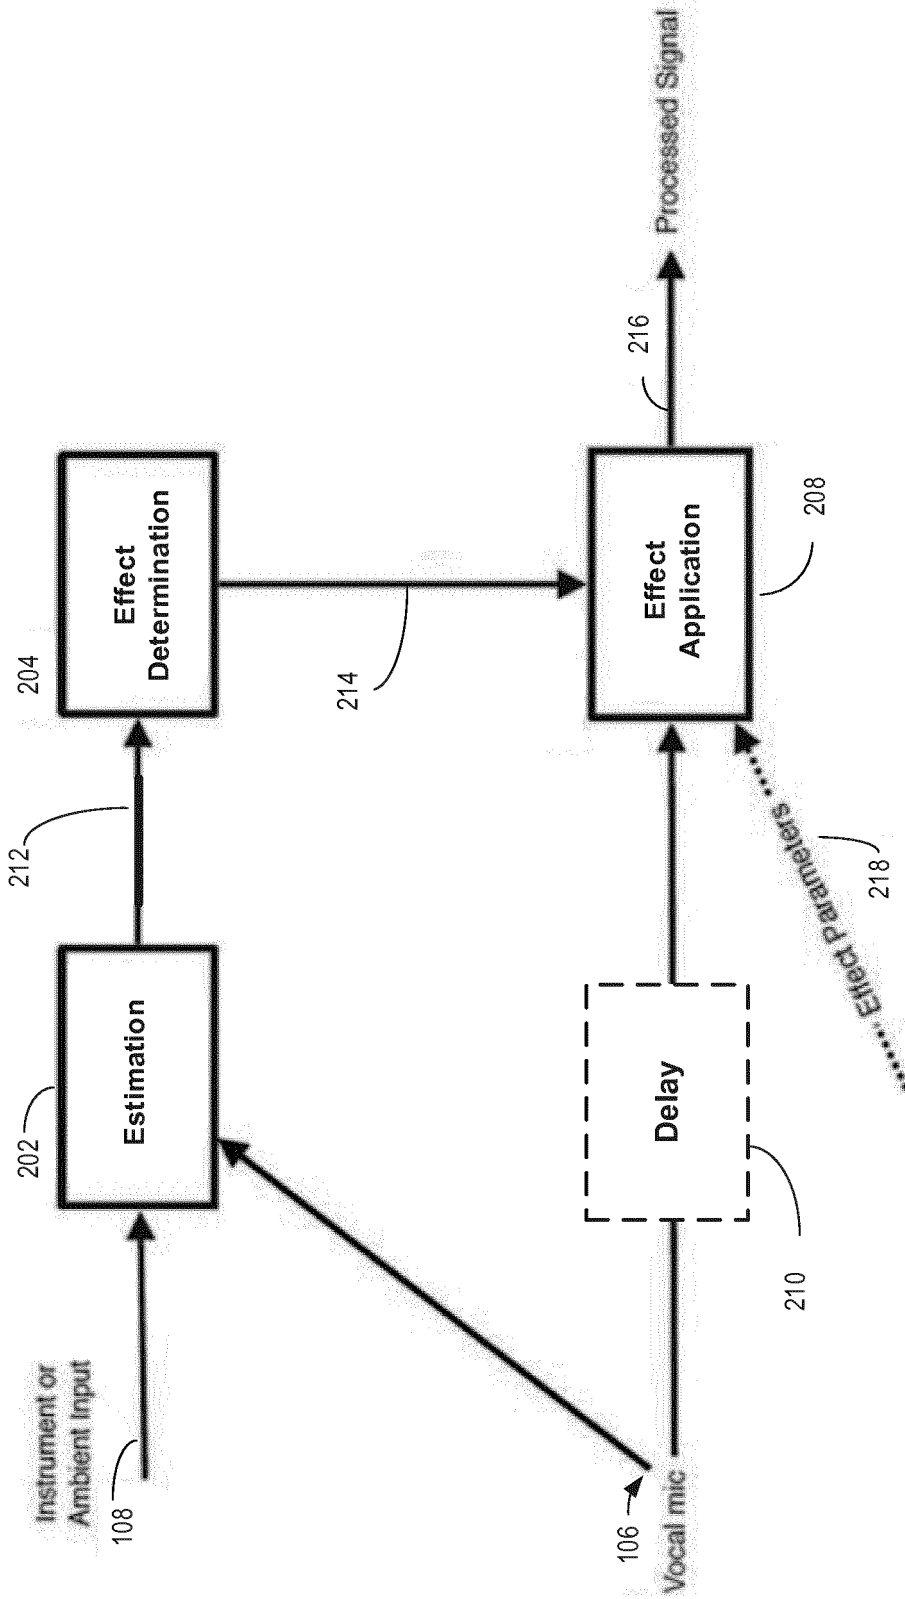 Instrument or
Ambient Input
108
202
Estimation
212
204
Effect
Determination
214
106
Vocal mic
Delay
210
Effect Parameters
218
Effect
Application
208
216
Processed Signal